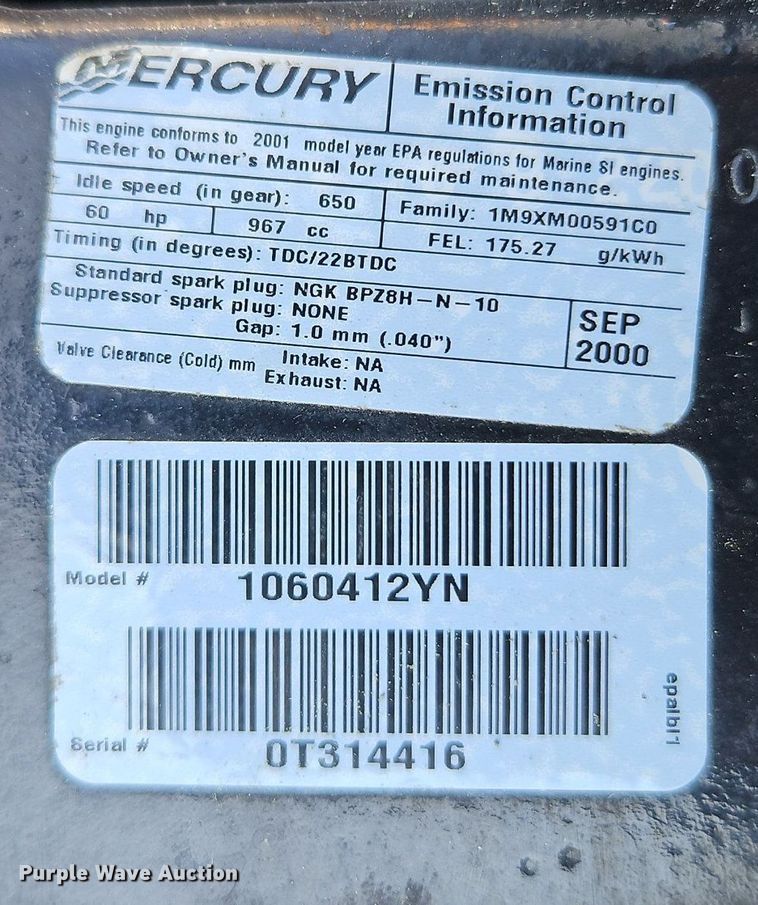 MERCURY
Emission Control
Information
This engine conforms to 2001 model year EPA regulations for Marine SI engines.
Refer to Owner's Manual for required maintenance.
Idle speed (in gear): 650
Family: 1M9XM00591C0
60 hp 967 cc
FEL: 175.27 g/kWh
Timing (in degrees): TDC/22BTDC
Standard spark plug: NGK BPZ8H-N-10
Suppressor spark plug: NONE
Gap: 1.0 mm (.040")
SEP
2000
Valve Clearance (Cold) mm Intake: NA
Exhaust: NA
Model # 1060412YN
Serial # 0T314416
epalbl1
Purple Wave Auction